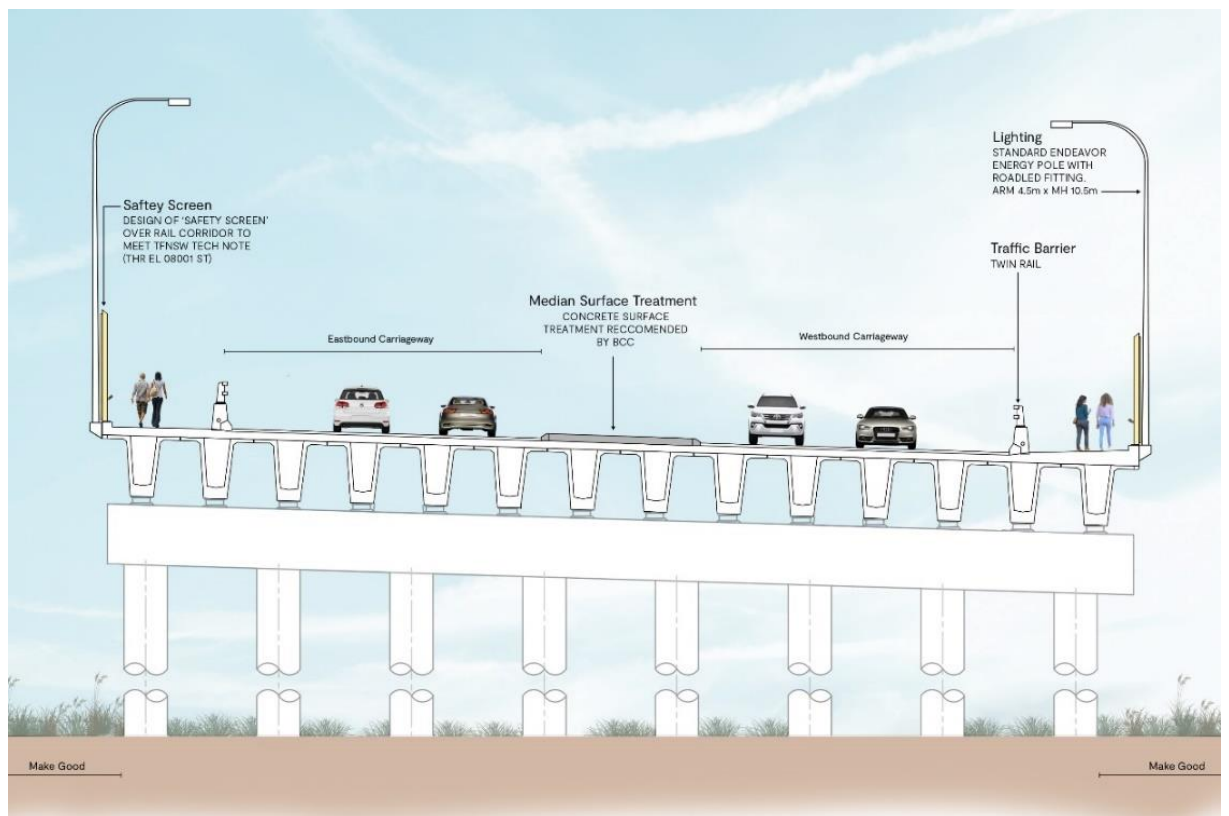 Lighting
STANDARD ENDEAVOR
ENERGY POLE WITH
ROADLED FITTING.
ARM 4.5m x MH 10.5m
Saftey Screen
DESIGN OF 'SAFETY SCREEN'
OVER RAIL CORRIDOR TO
MEET TFNSW TECH NOTE
(THR EL 08001 ST)
Traffic Barrier
TWIN RAIL
Median Surface Treatment
CONCRETE SURFACE
TREATMENT RECCOMENDED
BY BCC
Eastbound Carriageway
Westbound Carriageway
Make Good
Make Good